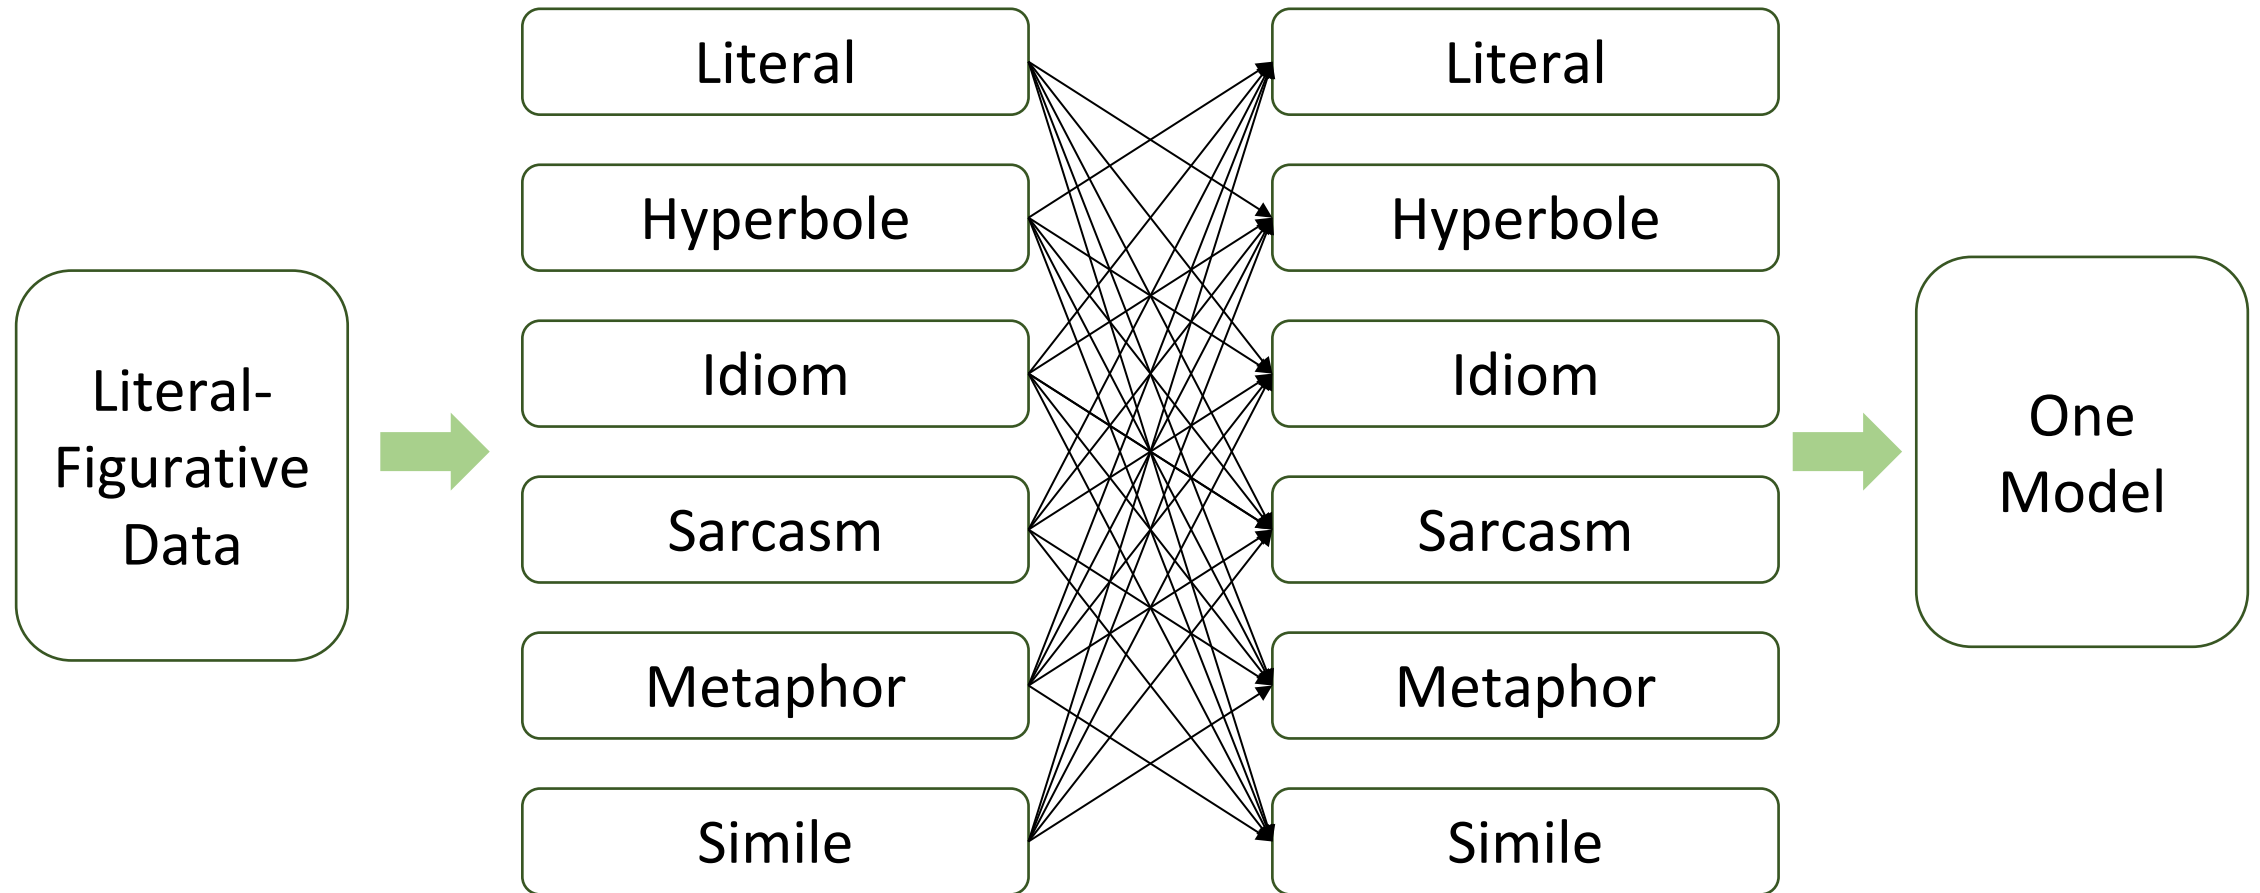 Literal-
Figurative
Data
Literal
Hyperbole
Idiom
Sarcasm
Metaphor
Simile
Literal
Hyperbole
Idiom
Sarcasm
Metaphor
Simile
One
Model